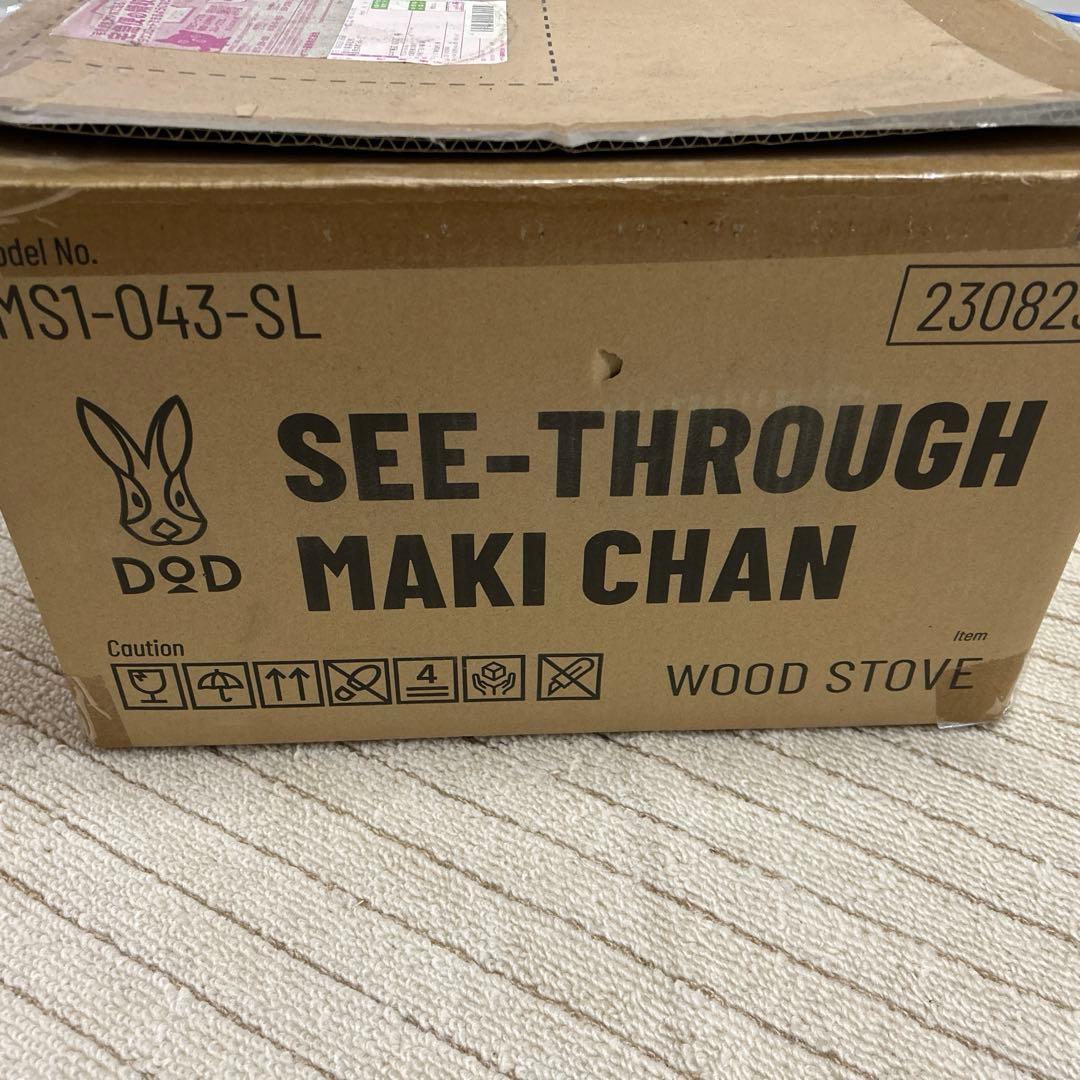 odel No.
MS1-043-SL
23082
SEE-THROUGH
MAKI CHAN
DOD
Caution
4
Item
WOOD STOVE